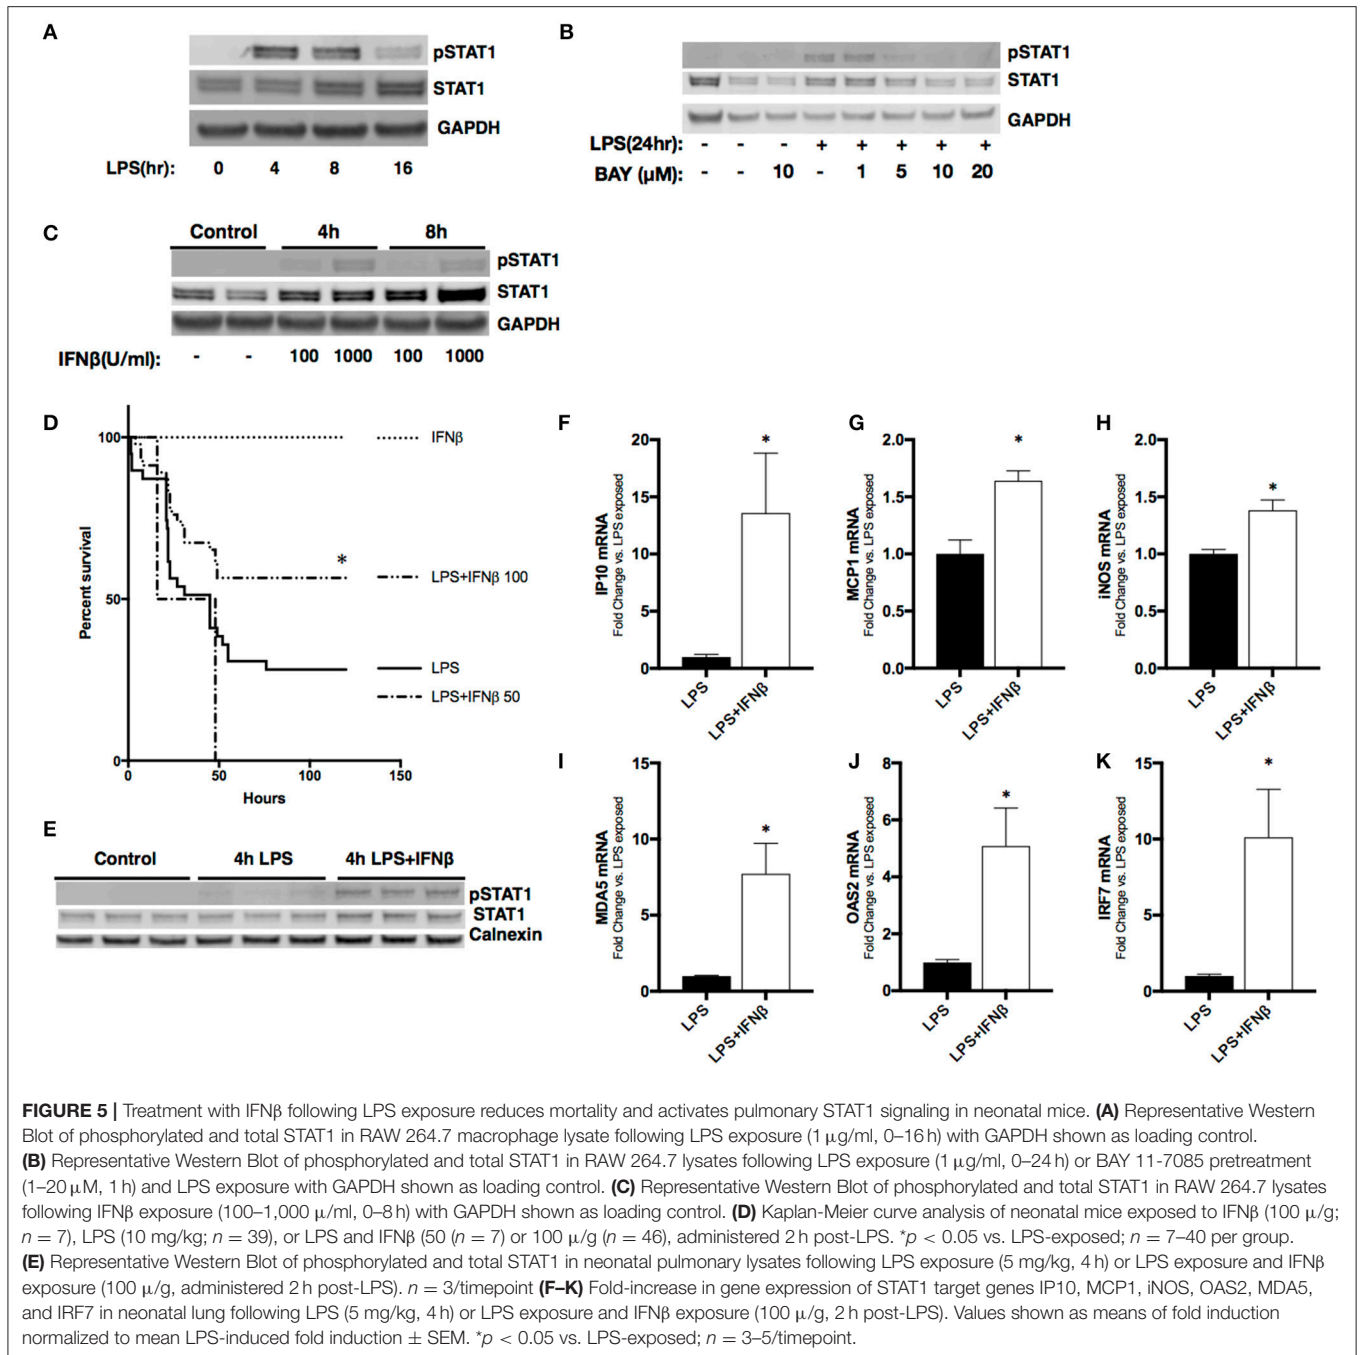 A
pSTAT1
STAT1
GAPDH
LPS(hr): 0 4 8 16
B
pSTAT1
STAT1
GAPDH
LPS(24hr): - - - + + + + +
BAY (µM): - - 10 - 1 5 10 20
C
Control 4h 8h
pSTAT1
STAT1
GAPDH
IFNβ(U/ml): - - 100 1000 100 1000
D
Percent survival
100
50
0
0 50 100 150
Hours
IFNβ
*
LPS+IFNβ 100
LPS
LPS+IFNβ 50
E
Control 4h LPS 4h LPS+IFNβ
pSTAT1
STAT1
Calnexin
F
IP10 mRNA
Fold Change vs. LPS exposed
20
15
10
5
0
*
LPS
LPS+IFNβ
G
MCP1 mRNA
Fold Change vs. LPS exposed
2.0
1.5
1.0
0.5
0.0
*
LPS
LPS+IFNβ
H
iNOS mRNA
Fold Change vs. LPS exposed
2.0
1.5
1.0
0.5
0.0
*
LPS
LPS+IFNβ
I
MDA5 mRNA
Fold Change vs. LPS exposed
15
10
5
0
*
LPS
LPS+IFNβ
J
OAS2 mRNA
Fold Change vs. LPS exposed
8
6
4
2
0
*
LPS
LPS+IFNβ
K
IRF7 mRNA
Fold Change vs. LPS exposed
15
10
5
0
*
LPS
LPS+IFNβ
FIGURE 5 | Treatment with IFNβ following LPS exposure reduces mortality and activates pulmonary STAT1 signaling in neonatal mice. (A) Representative Western
Blot of phosphorylated and total STAT1 in RAW 264.7 macrophage lysate following LPS exposure (1 µg/ml, 0–16 h) with GAPDH shown as loading control.
(B) Representative Western Blot of phosphorylated and total STAT1 in RAW 264.7 lysates following LPS exposure (1 µg/ml, 0–24 h) or BAY 11-7085 pretreatment
(1–20 µM, 1 h) and LPS exposure with GAPDH shown as loading control. (C) Representative Western Blot of phosphorylated and total STAT1 in RAW 264.7 lysates
following IFNβ exposure (100–1,000 µ/ml, 0–8 h) with GAPDH shown as loading control. (D) Kaplan-Meier curve analysis of neonatal mice exposed to IFNβ (100 µ/g;
n = 7), LPS (10 mg/kg; n = 39), or LPS and IFNβ (50 (n = 7) or 100 µ/g (n = 46), administered 2 h post-LPS. *p < 0.05 vs. LPS-exposed; n = 7–40 per group.
(E) Representative Western Blot of phosphorylated and total STAT1 in neonatal pulmonary lysates following LPS exposure (5 mg/kg, 4 h) or LPS exposure and IFNβ
exposure (100 µ/g, administered 2 h post-LPS). n = 3/timepoint (F–K) Fold-increase in gene expression of STAT1 target genes IP10, MCP1, iNOS, OAS2, MDA5,
and IRF7 in neonatal lung following LPS (5 mg/kg, 4 h) or LPS exposure and IFNβ exposure (100 µ/g, 2 h post-LPS). Values shown as means of fold induction
normalized to mean LPS-induced fold induction ± SEM. *p < 0.05 vs. LPS-exposed; n = 3–5/timepoint.